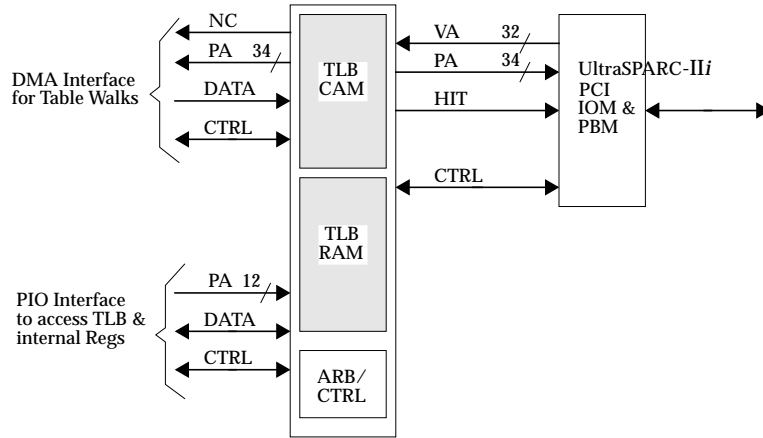 NC
PA 34
DMA Interface
for Table Walks
DATA
CTRL
TLB
CAM
VA 32
PA 34
HIT
CTRL
UltraSPARC-IIi
PCI
IOM &
PBM
TLB
RAM
PIO Interface
to access TLB &
internal Regs
PA 12
DATA
CTRL
ARB/
CTRL